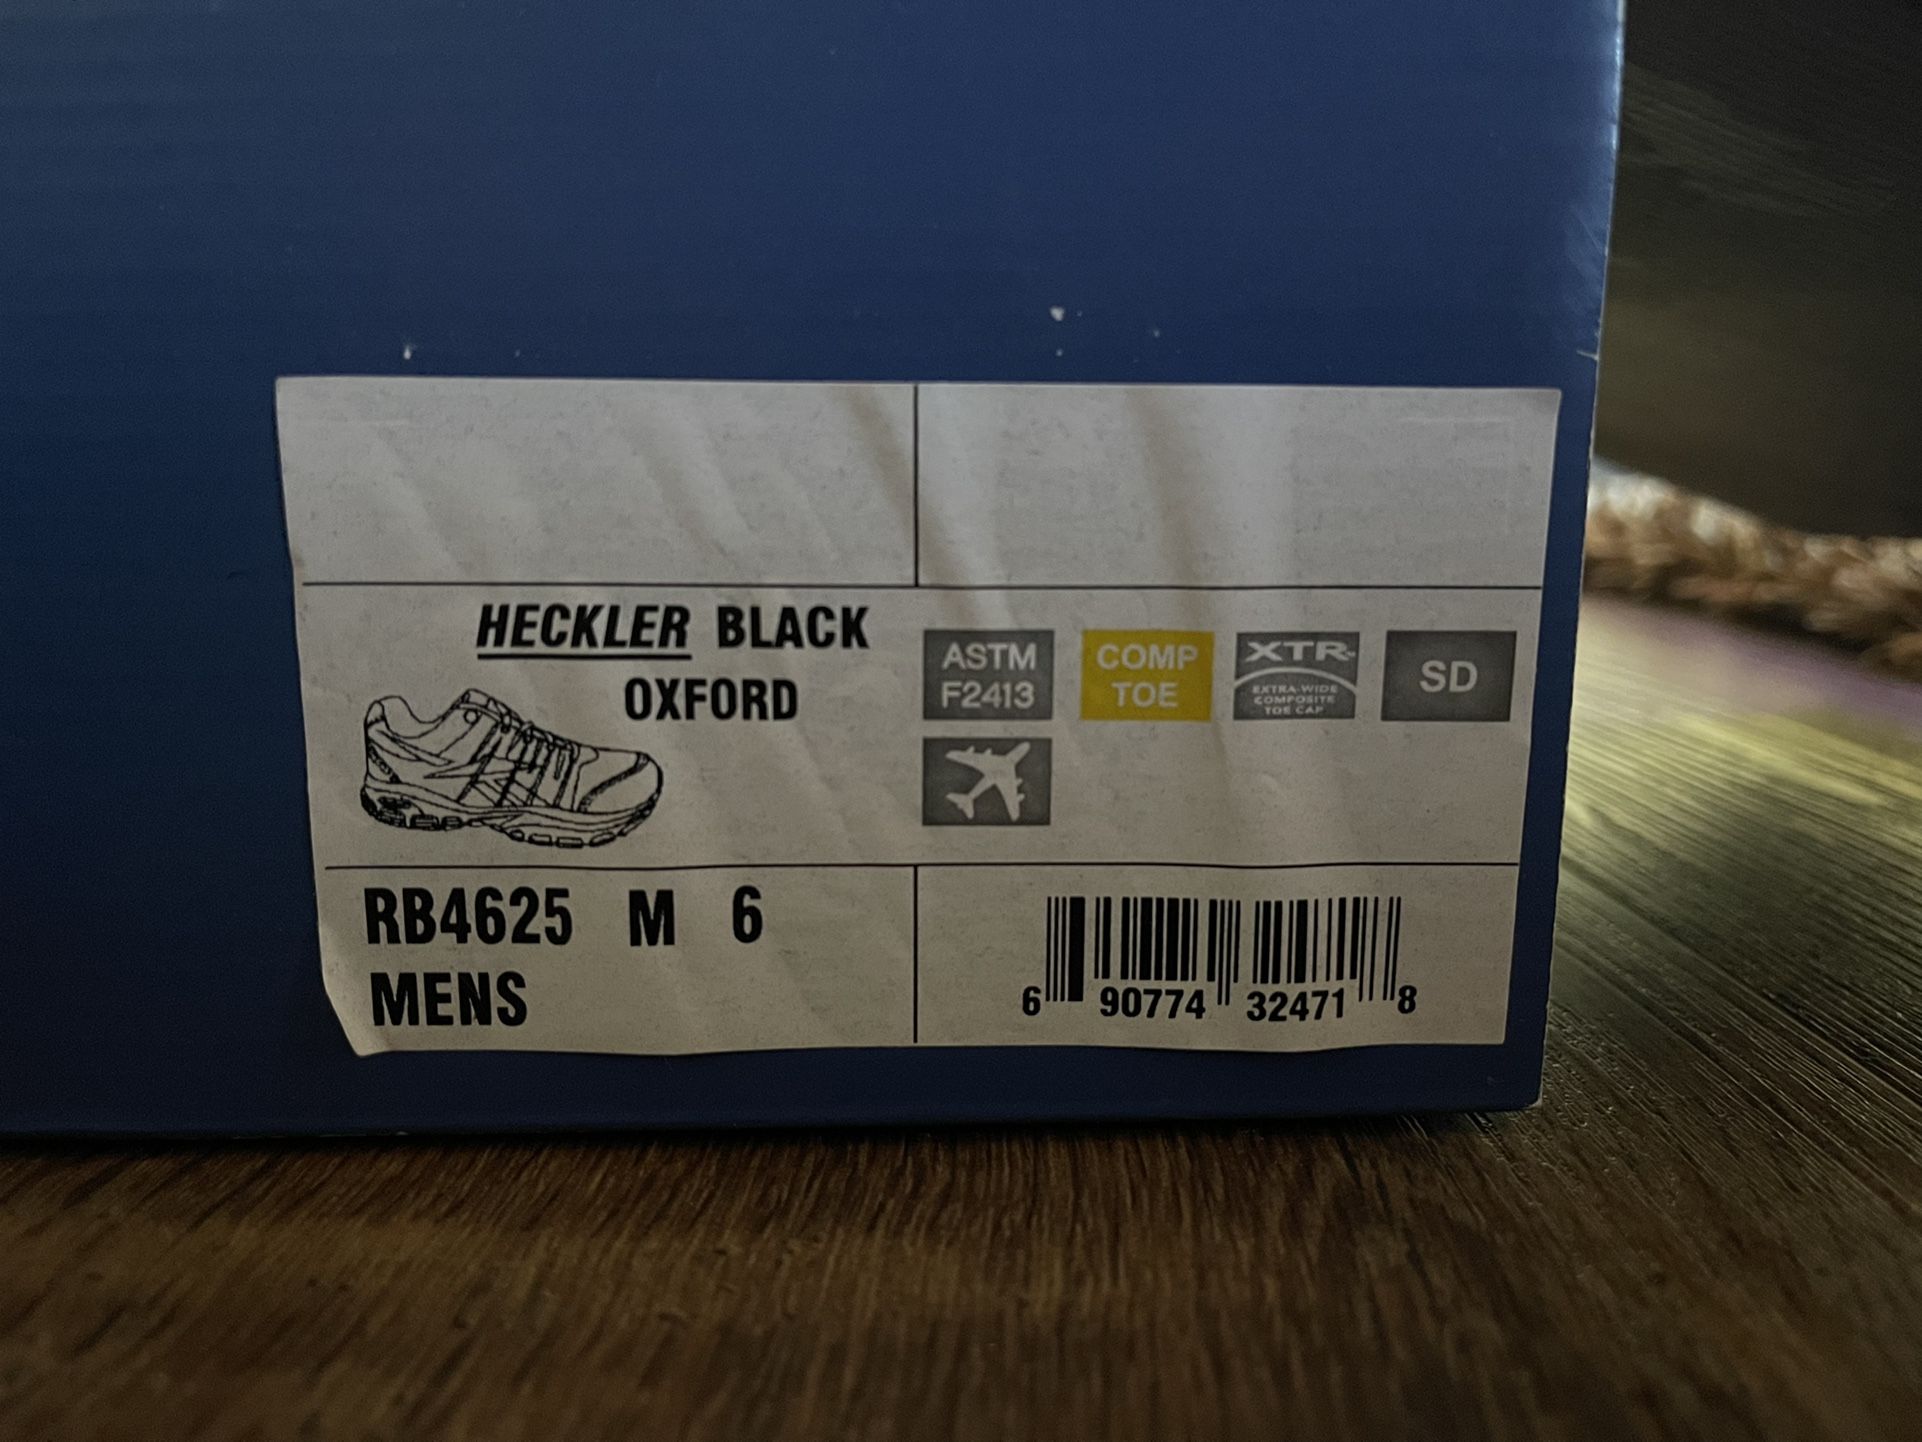 HECKLER BLACK
OXFORD
ASTM
F2413
COMP
TOE
XTR
EXTRA-WIDE
COMPOSITE
TOE CAP
SD
RB4625 M 6
MENS
6 90774 32471 8